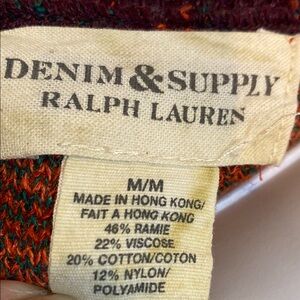 DENIM & SUPPLY
RALPH LAUREN
M/M
MADE IN HONG KONG/
FAIT A HONG KONG
46% RAMIE
22% VISCOSE
20% COTTON/COTON
12% NYLON/
POLYAMIDE